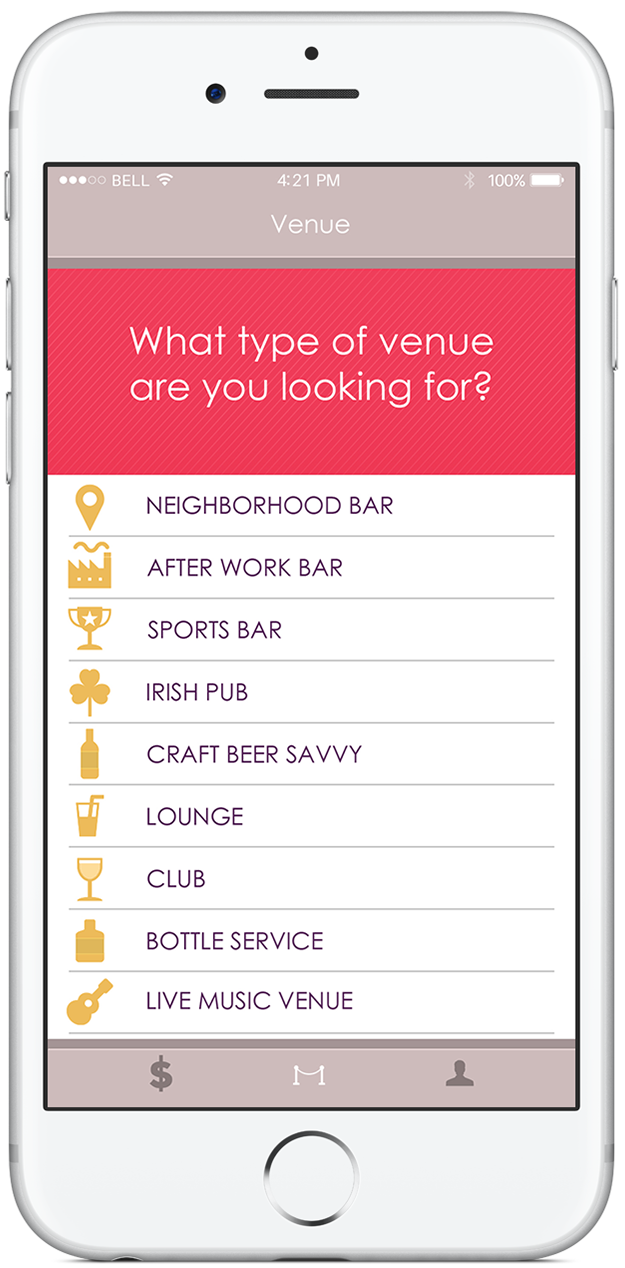 BELL 4:21 PM 100%
Venue
What type of venue
are you looking for?
NEIGHBORHOOD BAR
AFTER WORK BAR
SPORTS BAR
IRISH PUB
CRAFT BEER SAVVY
LOUNGE
CLUB
BOTTLE SERVICE
LIVE MUSIC VENUE
$